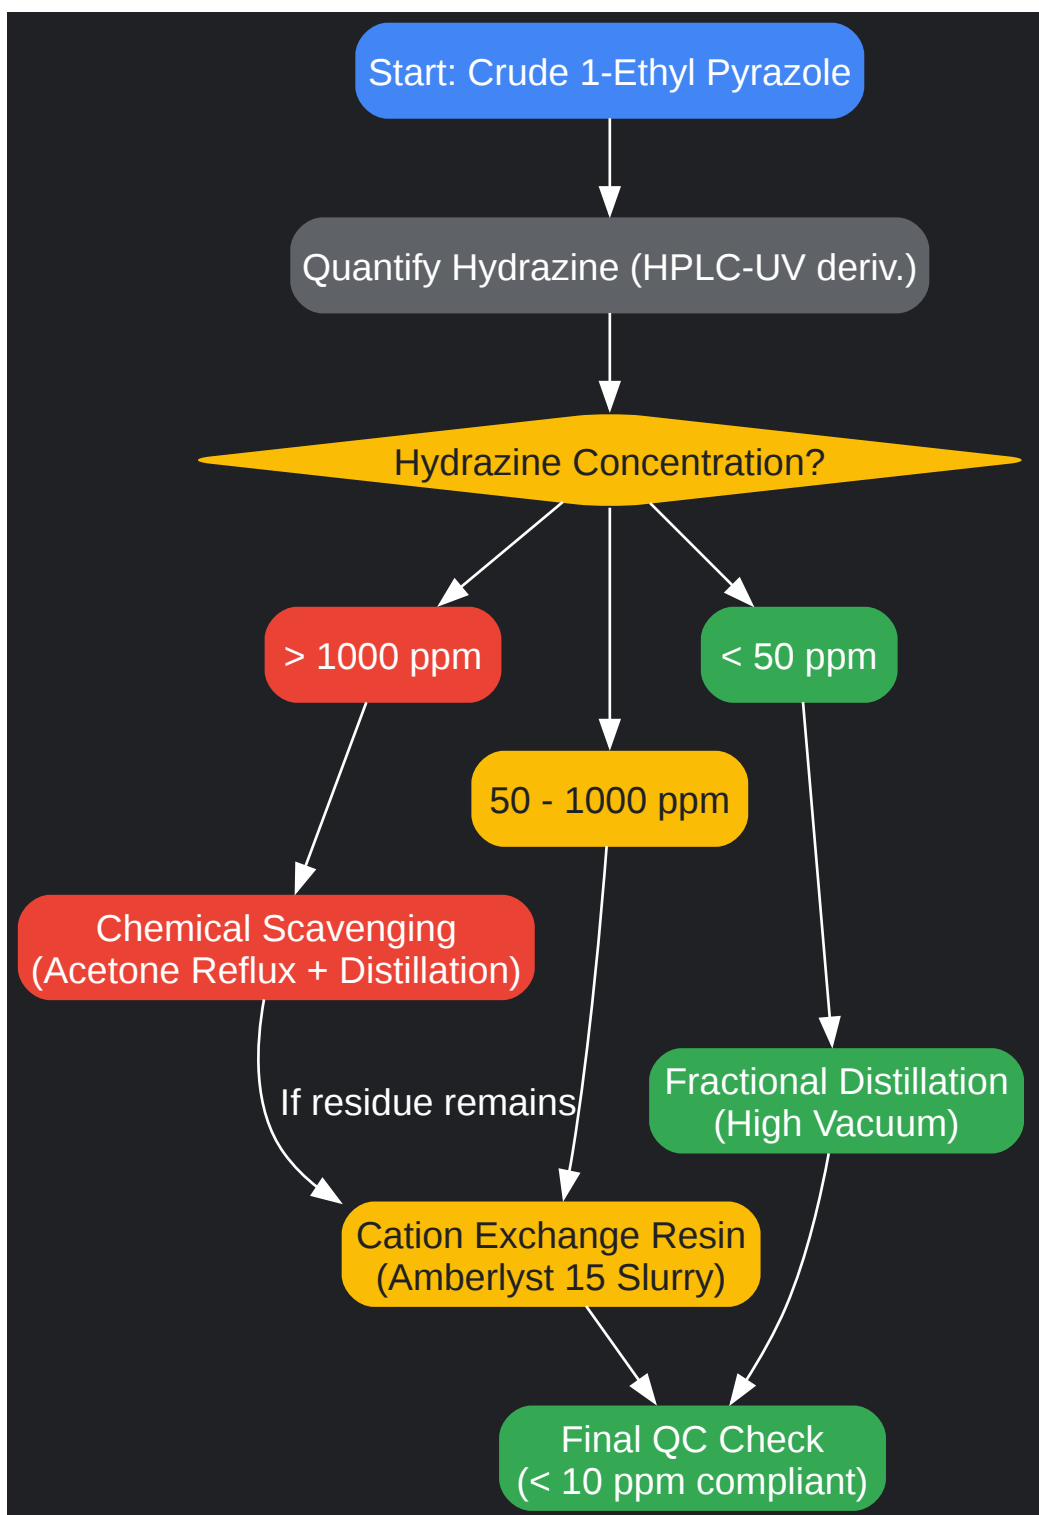 Start: Crude 1-Ethyl Pyrazole
Quantify Hydrazine (HPLC-UV deriv.)
Hydrazine Concentration?
> 1000 ppm
< 50 ppm
50 - 1000 ppm
Chemical Scavenging
(Acetone Reflux + Distillation)
If residue remains
Fractional Distillation
(High Vacuum)
Cation Exchange Resin
(Amberlyst 15 Slurry)
Final QC Check
(< 10 ppm compliant)